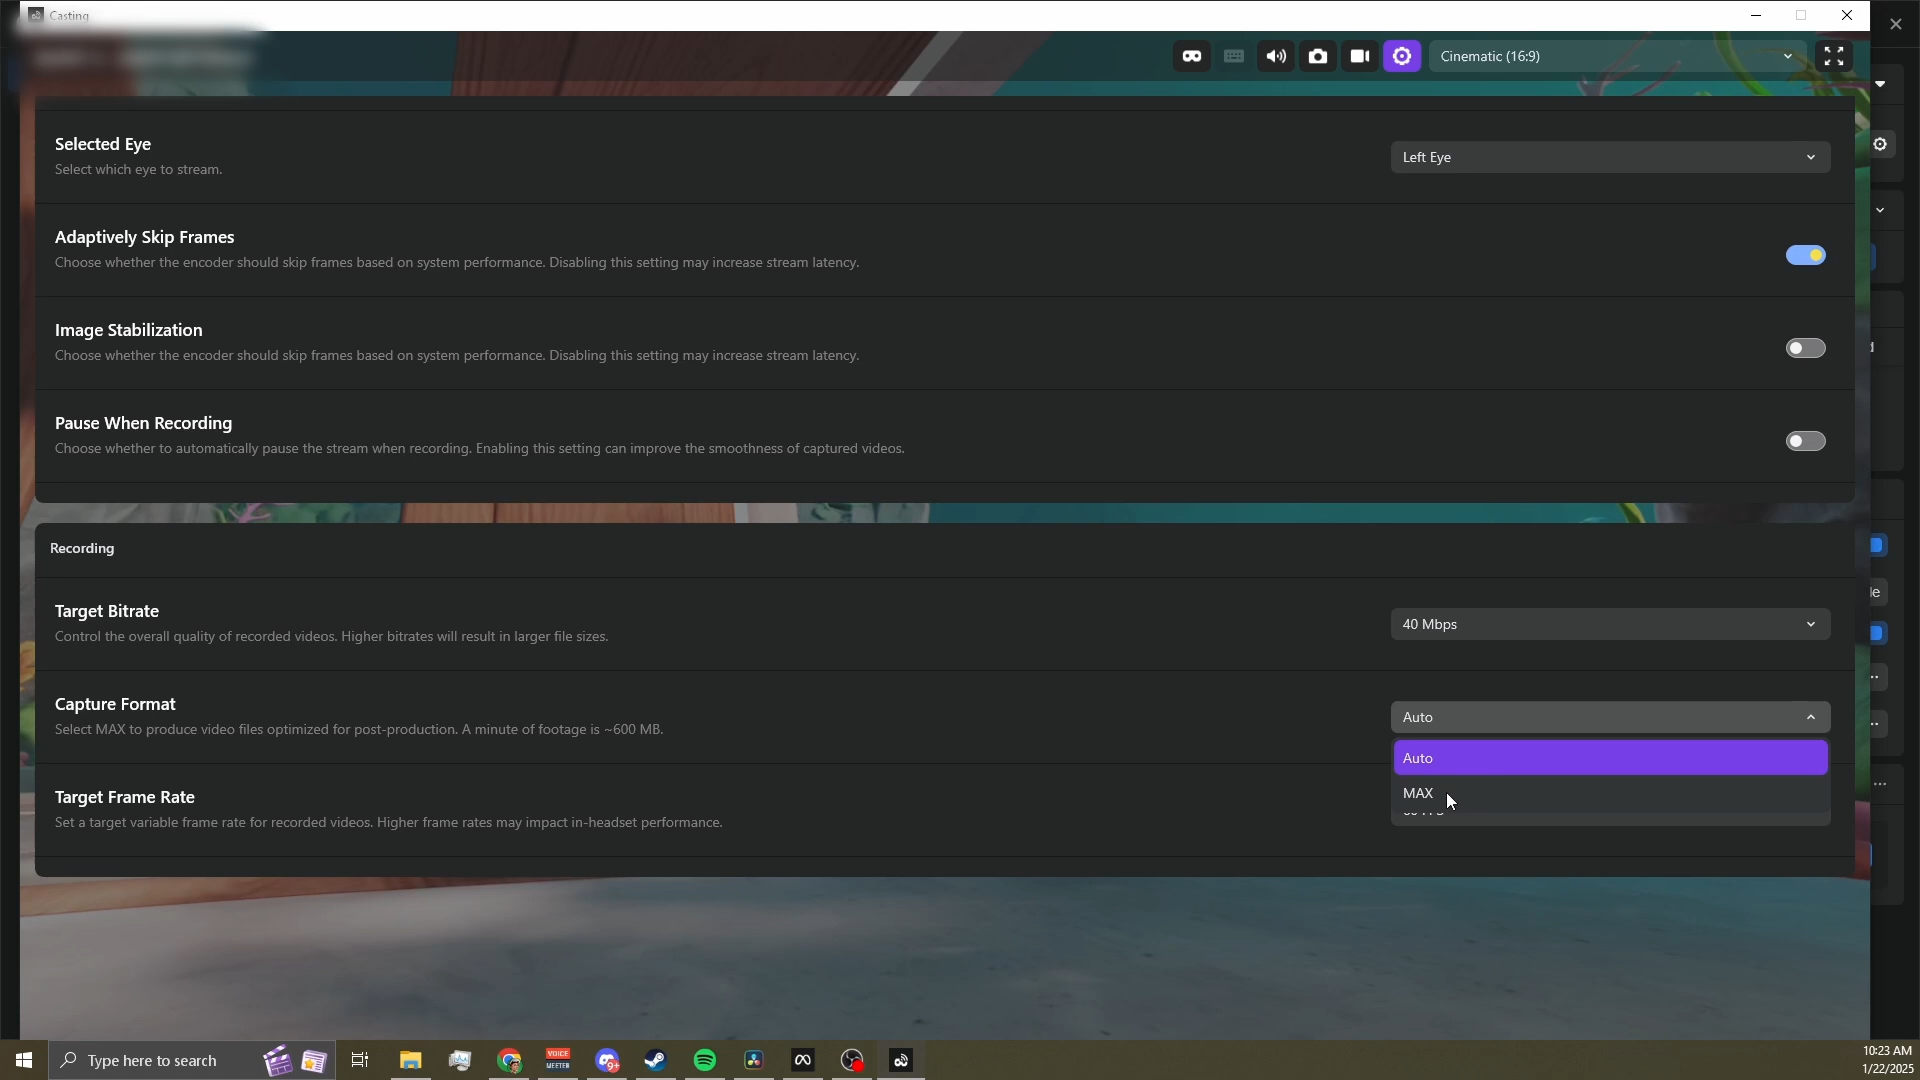 Casting
Cinematic (16:9)
Selected Eye
Select which eye to stream.
Left Eye
Adaptively Skip Frames
Choose whether the encoder should skip frames based on system performance. Disabling this setting may increase stream latency.
Image Stabilization
Choose whether the encoder should skip frames based on system performance. Disabling this setting may increase stream latency.
Pause When Recording
Choose whether to automatically pause the stream when recording. Enabling this setting can improve the smoothness of captured videos.
Recording
Target Bitrate
Control the overall quality of recorded videos. Higher bitrates will result in larger file sizes.
40 Mbps
Capture Format
Select MAX to produce video files optimized for post-production. A minute of footage is ~600 MB.
Auto
Auto
MAX
Target Frame Rate
Set a target variable frame rate for recorded videos. Higher frame rates may impact in-headset performance.
Type here to search
VOICE
MEETER
9+
10:23 AM
1/22/2025